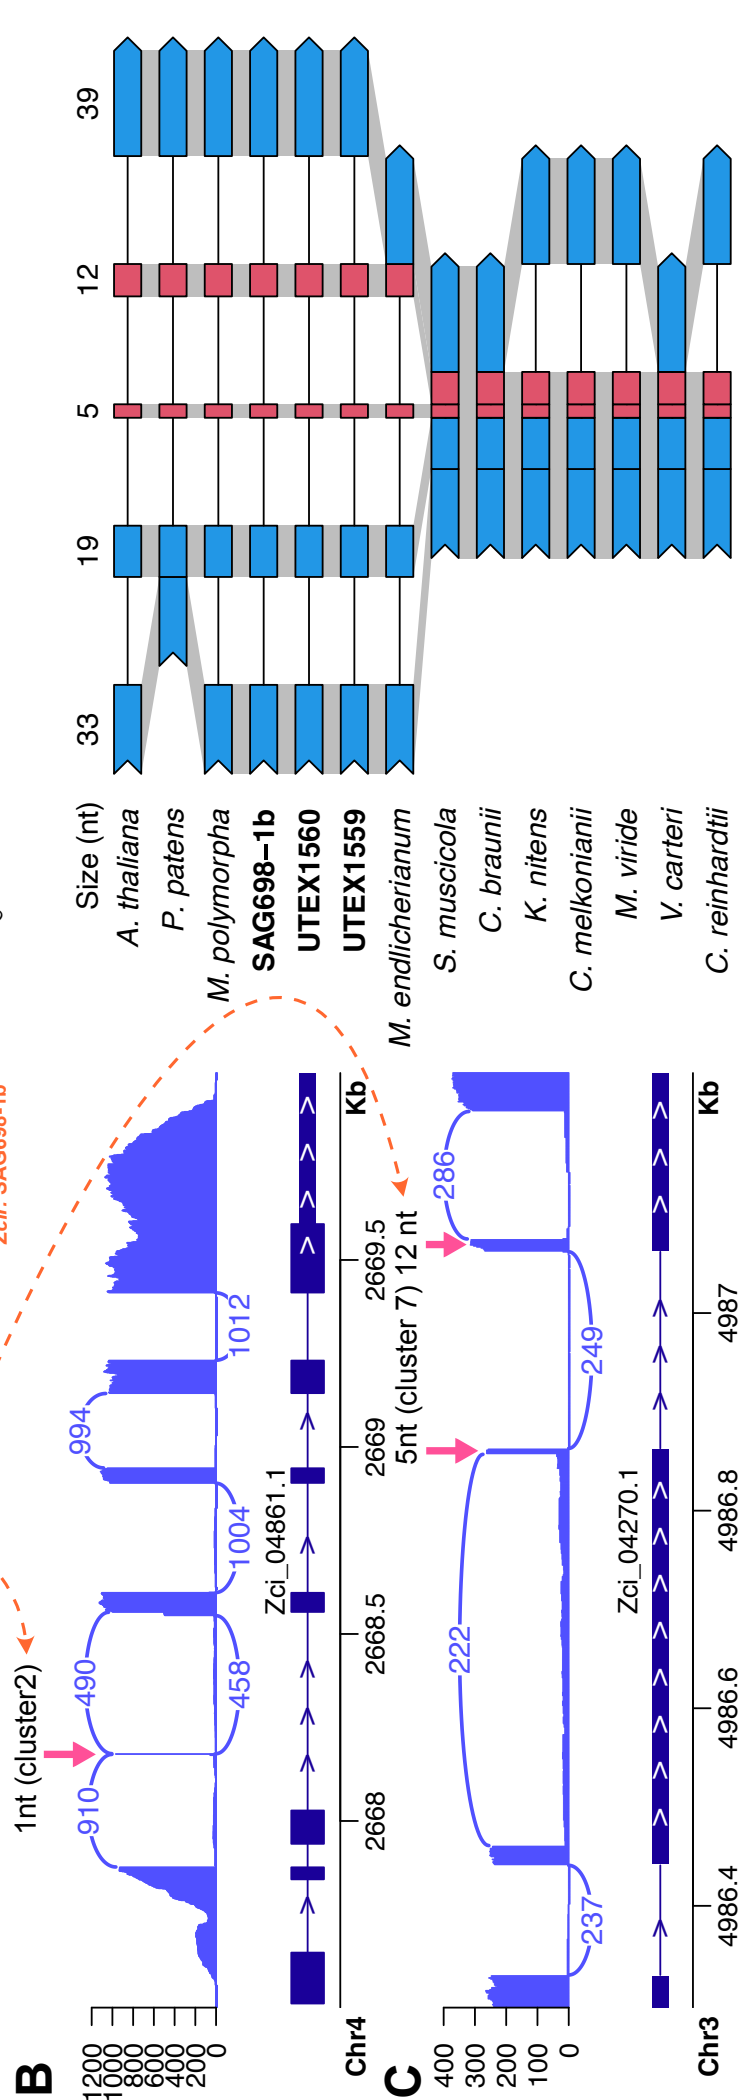 B
1nt (cluster2)
1200
1000
800
600
400
200
0
910
490
458
1004
994
1012
Zci_04861.1
Chr4
2668
2668.5
2669
2669.5
Kb
C
5nt (cluster 7) 12 nt
400
300
200
100
0
237
222
249
286
Zci_04270.1
Chr3
4986.4
4986.6
4986.8
4987
Kb
Zcir. SAG698-1b
Size (nt) 33 19 5 12 39
A. thaliana
P. patens
M. polymorpha
SAG698−1b
UTEX1560
UTEX1559
M. endlicherianum
S. muscicola
C. braunii
K. nitens
C. melkonianii
M. viride
V. carteri
C. reinhardtii